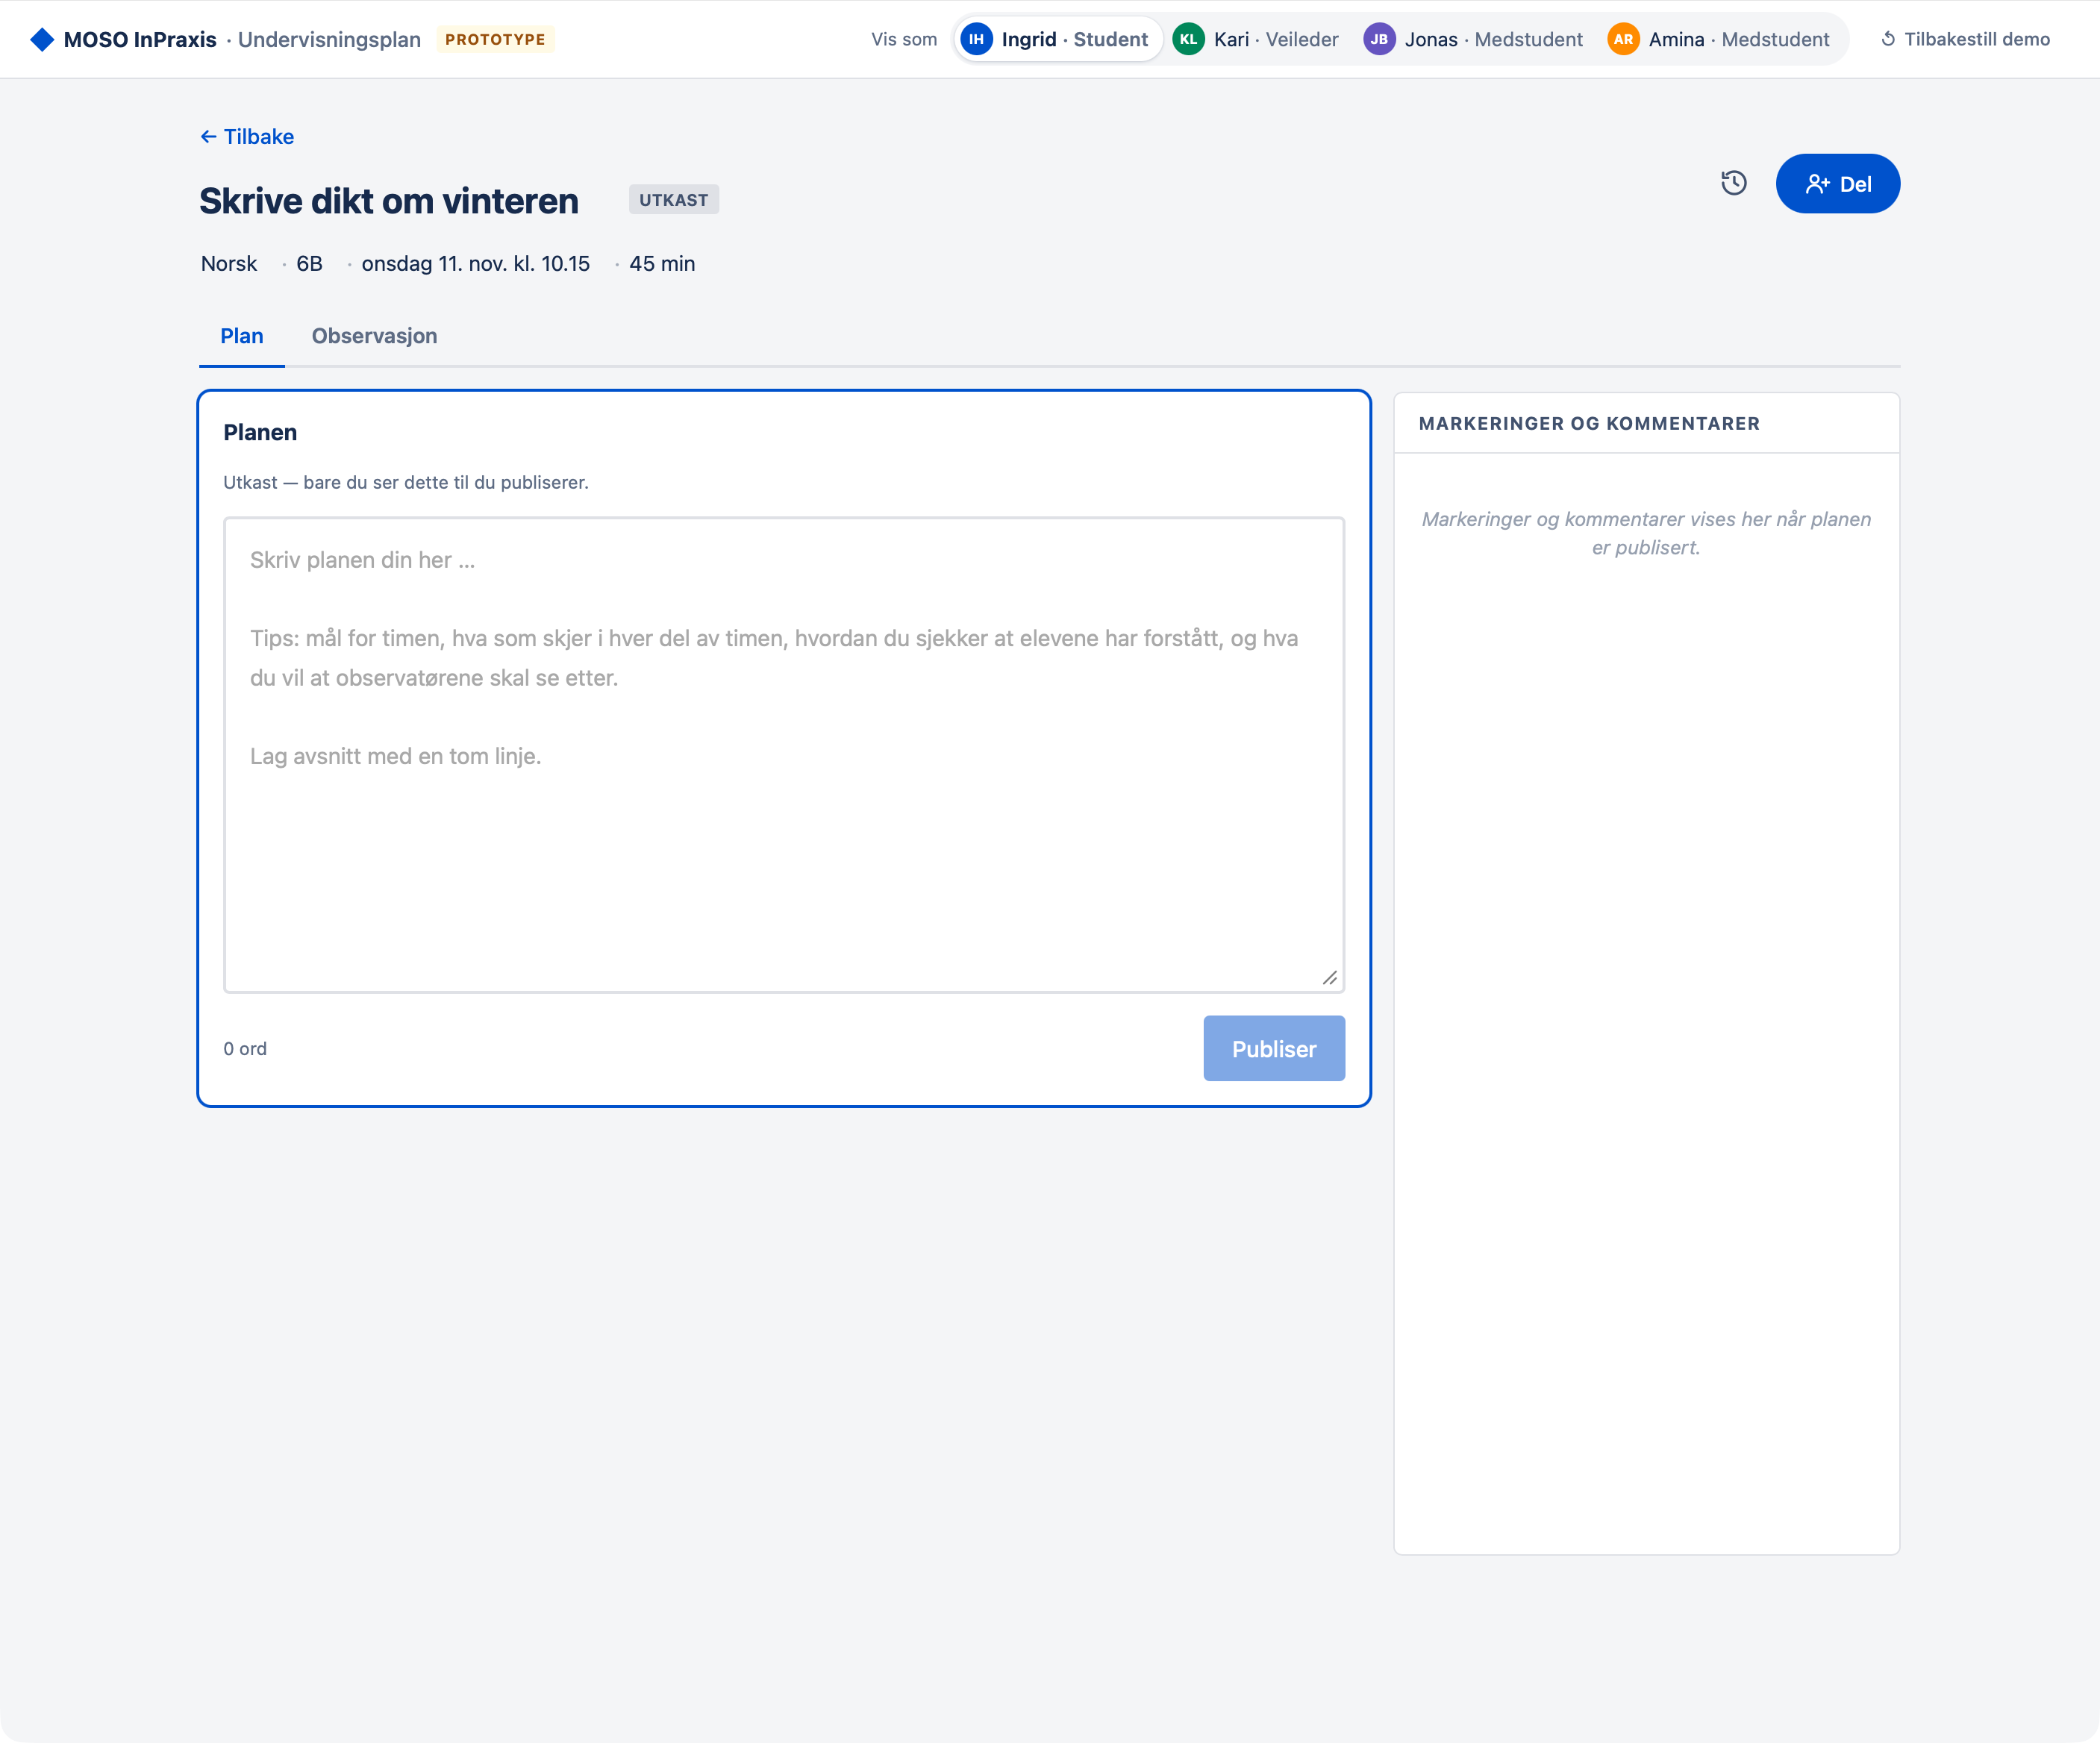 MOSO InPraxis · Undervisningsplan PROTOTYPE
Vis som IH Ingrid · Student KL Kari · Veileder JB Jonas · Medstudent AR Amina · Medstudent Tilbakestill demo
← Tilbake
Skrive dikt om vinteren UTKAST
Del
Norsk · 6B · onsdag 11. nov. kl. 10.15 · 45 min
Plan Observasjon
Planen
Utkast — bare du ser dette til du publiserer.
Skriv planen din her ...
Tips: mål for timen, hva som skjer i hver del av timen, hvordan du sjekker at elevene har forstått, og hva
du vil at observatørene skal se etter.
Lag avsnitt med en tom linje.
0 ord
Publiser
MARKERINGER OG KOMMENTARER
Markeringer og kommentarer vises her når planen
er publisert.